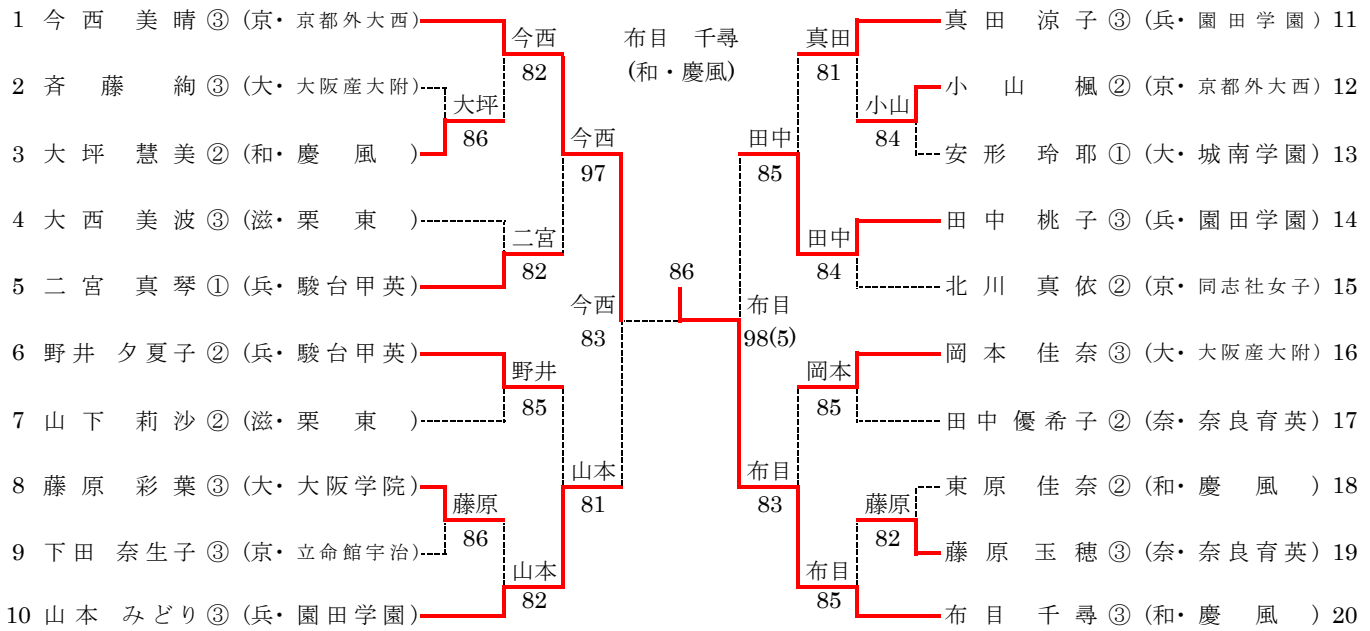 1 今西 美晴 ③ (京・京都外大西)
2 斉藤 絢 ③ (大・大阪産大附)
3 大坪 慧美 ② (和・慶風)
4 大西 美波 ③ (滋・栗東)
5 二宮 真琴 ① (兵・駿台甲英)
6 野井 夕夏子 ② (兵・駿台甲英)
7 山下 莉沙 ② (滋・栗東)
8 藤原 彩葉 ③ (大・大阪学院)
9 下田 奈生子 ③ (京・立命館宇治)
10 山本 みどり ③ (兵・園田学園)
大坪
86
藤原
86
今西
82
二宮
82
野井
85
山本
82
今西
97
山本
81
今西
83
布目 千尋
(和・慶風)
86
布目
98(5)
田中
85
布目
83
真田
81
田中
84
岡本
85
布目
85
小山
84
藤原
82
真田 涼子 ③ (兵・園田学園) 11
小山 楓 ② (京・京都外大西) 12
安形 玲耶 ① (大・城南学園) 13
田中 桃子 ③ (兵・園田学園) 14
北川 真依 ② (京・同志社女子) 15
岡本 佳奈 ③ (大・大阪産大附) 16
田中 優希子 ② (奈・奈良育英) 17
東原 佳奈 ② (和・慶風) 18
藤原 玉穂 ③ (奈・奈良育英) 19
布目 千尋 ③ (和・慶風) 20